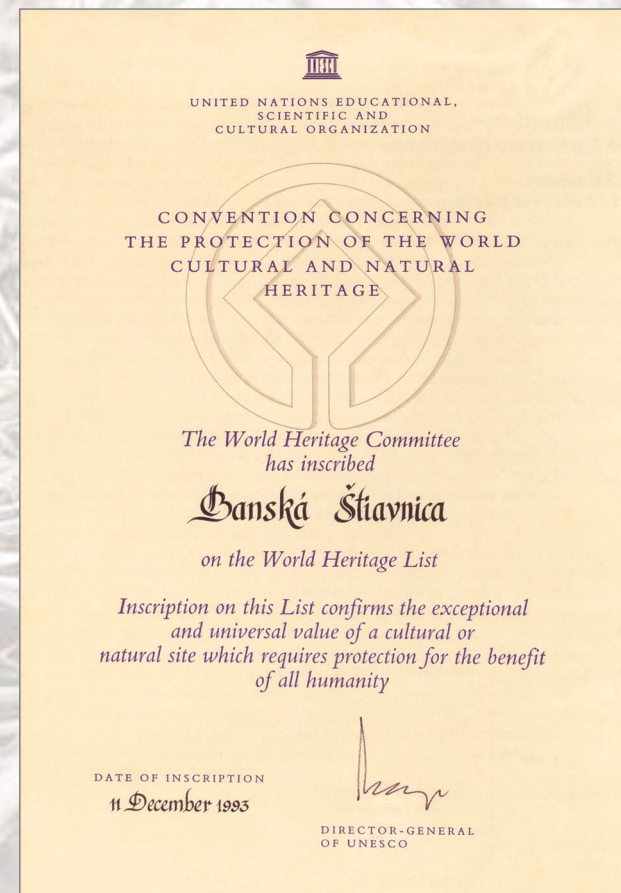 UNITED NATIONS EDUCATIONAL,
SCIENTIFIC AND
CULTURAL ORGANIZATION
CONVENTION CONCERNING
THE PROTECTION OF THE WORLD
CULTURAL AND NATURAL
HERITAGE
The World Heritage Committee
has inscribed
Banská Štiavnica
on the World Heritage List
Inscription on this List confirms the exceptional
and universal value of a cultural or
natural site which requires protection for the benefit
of all humanity
DATE OF INSCRIPTION
11 December 1993
DIRECTOR-GENERAL
OF UNESCO